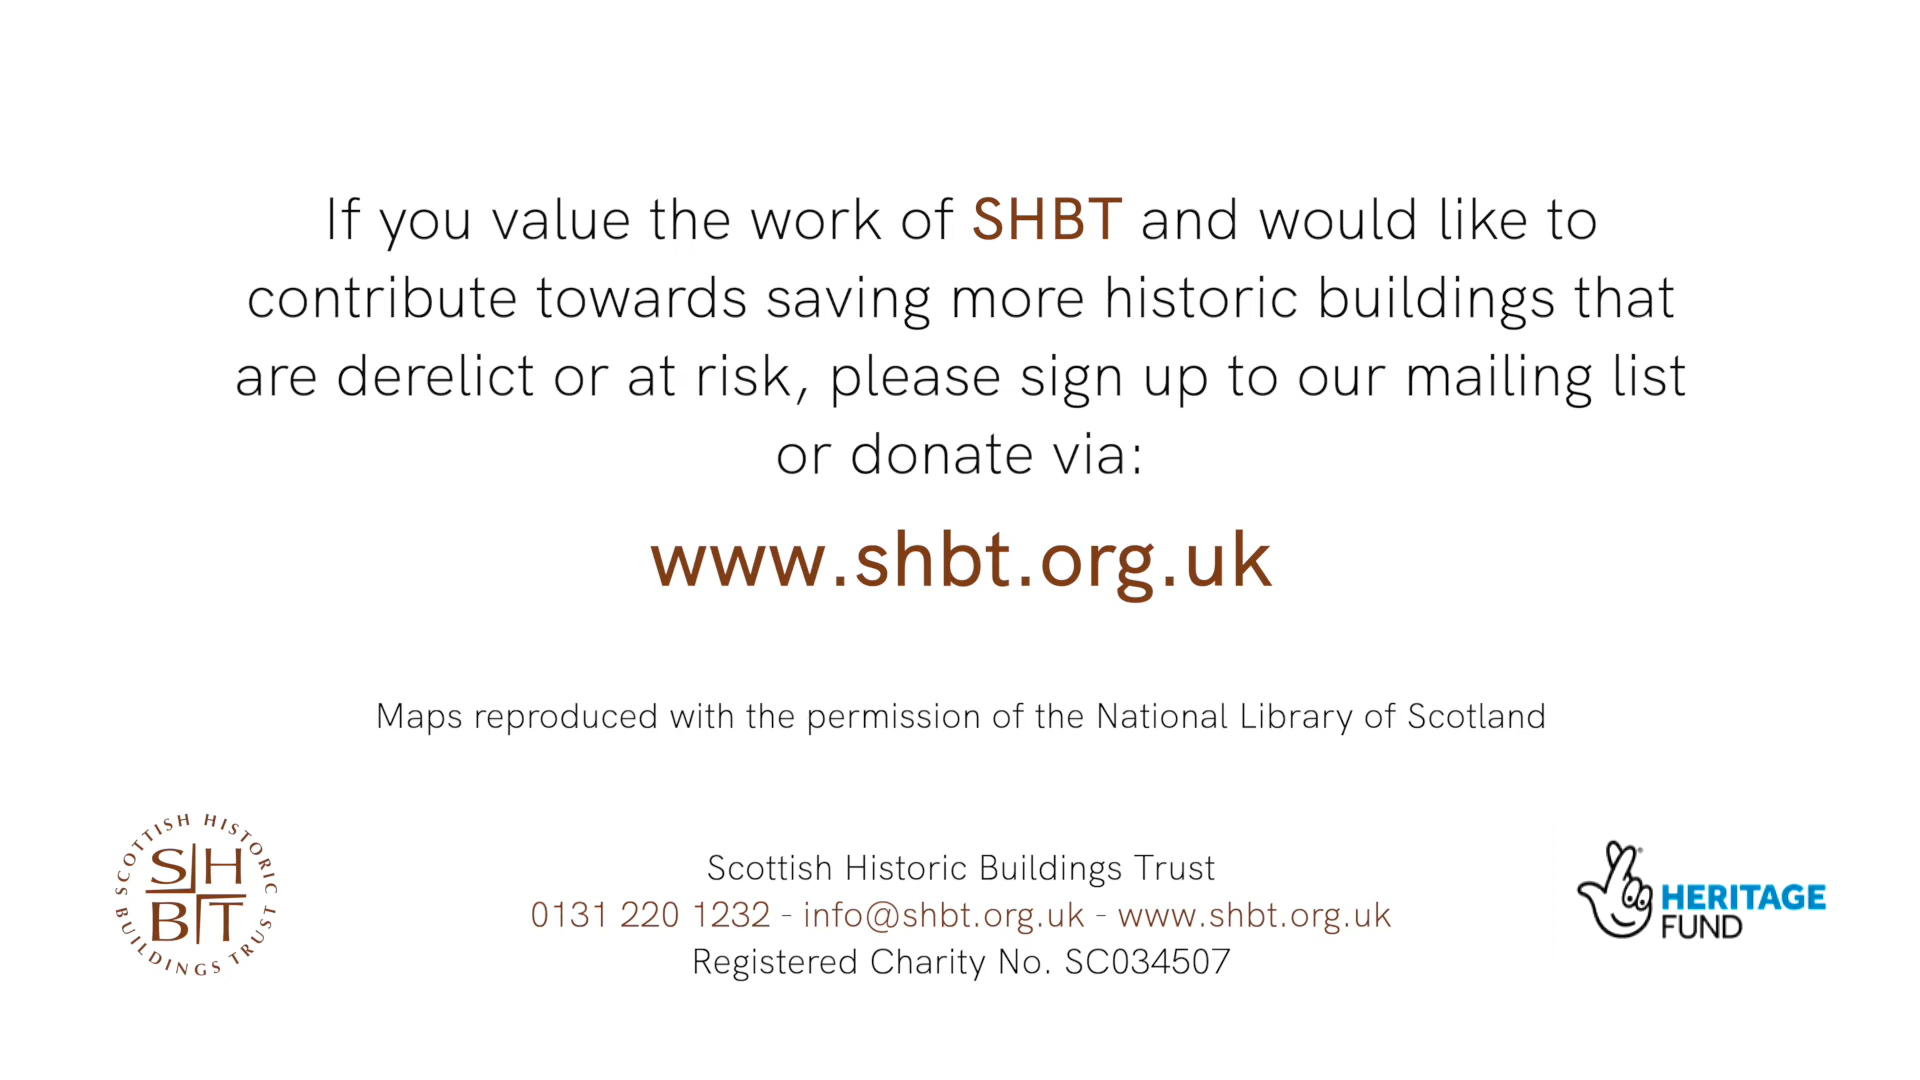 If you value the work of SHBT and would like to
contribute towards saving more historic buildings that
are derelict or at risk, please sign up to our mailing list
or donate via:
www.shbt.org.uk
Maps reproduced with the permission of the National Library of Scotland
SCOTTISH HISTORIC
SH
BT
BUILDINGS TRUST
Scottish Historic Buildings Trust
0131 220 1232 - info@shbt.org.uk - www.shbt.org.uk
Registered Charity No. SC034507
HERITAGE
FUND